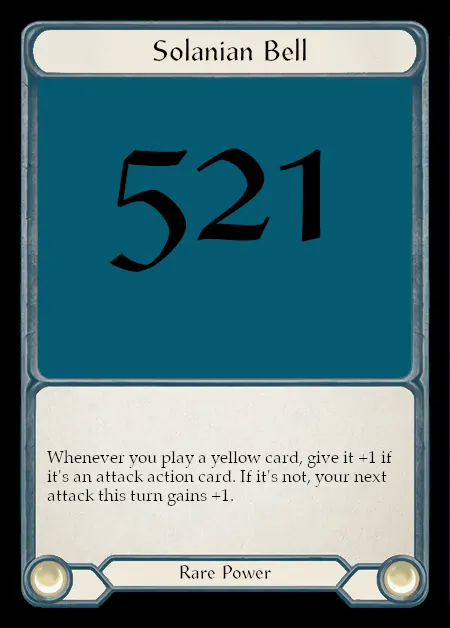 Solanian Bell
521
Whenever you play a yellow card, give it +1 if
it's an attack action card. If it's not, your next
attack this turn gains +1.
Rare Power